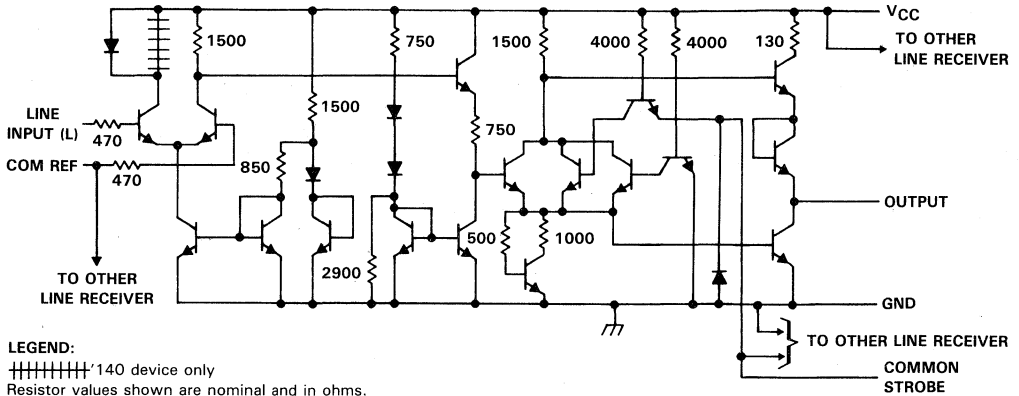 VCC
1500
750
1500
4000
4000
130
TO OTHER
LINE RECEIVER
1500
LINE
INPUT (L)
470
750
COM REF
470
850
OUTPUT
500
1000
2900
TO OTHER
LINE RECEIVER
GND
TO OTHER LINE RECEIVER
COMMON
STROBE
LEGEND:
'140 device only
Resistor values shown are nominal and in ohms.